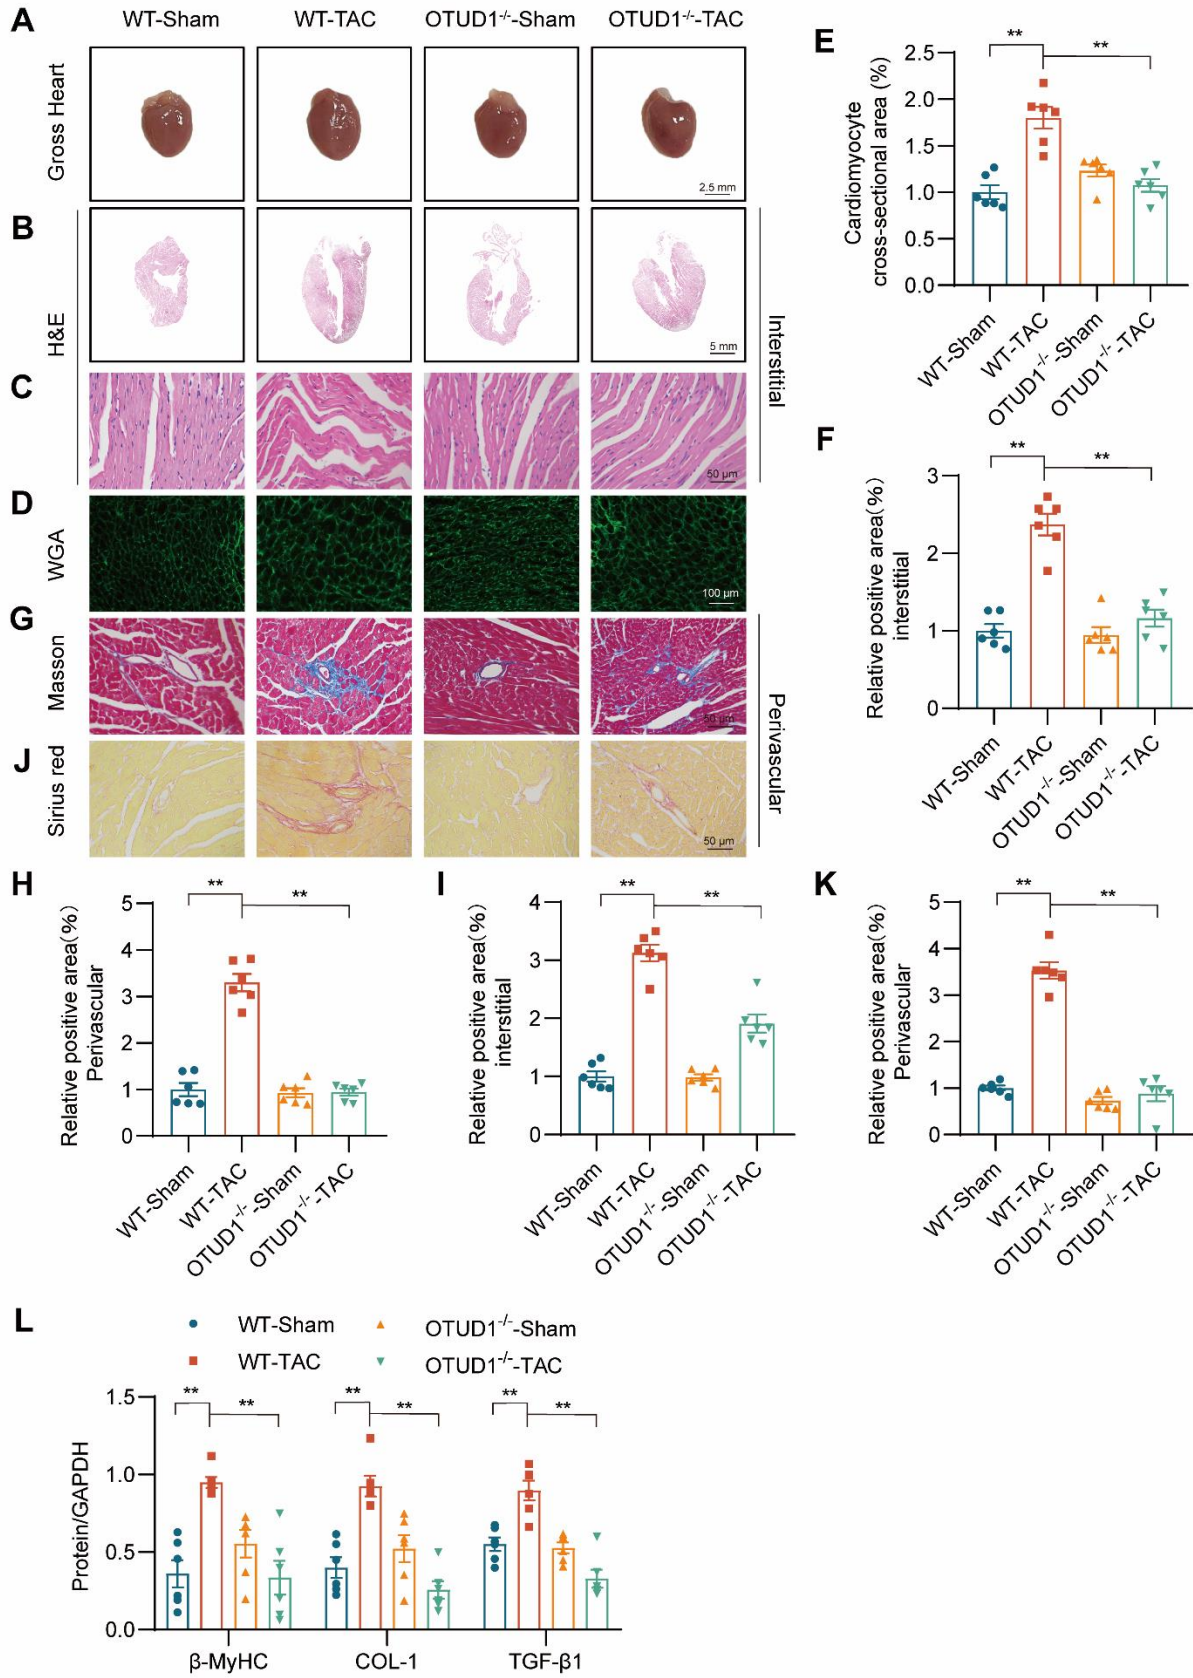 A
WT-Sham
WT-TAC
OTUD1-/--Sham
OTUD1-/--TAC
Gross Heart
2.5 mm
B
H&E
5 mm
Interstitial
C
50 μm
D
WGA
100 μm
G
Masson
50 μm
Perivascular
J
Sirius red
50 μm
E
** **
Cardiomyocyte
cross-sectional area (%)
2.5
2.0
1.5
1.0
0.5
0.0
WT-Sham
WT-TAC
OTUD1-/--Sham
OTUD1-/--TAC
F
** **
Relative positive area(%)
interstitial
3
2
1
0
WT-Sham
WT-TAC
OTUD1-/--Sham
OTUD1-/--TAC
H
** **
Relative positive area(%)
Perivascular
5
4
3
2
1
0
WT-Sham
WT-TAC
OTUD1-/--Sham
OTUD1-/--TAC
I
** **
Relative positive area(%)
interstitial
4
3
2
1
0
WT-Sham
WT-TAC
OTUD1-/--Sham
OTUD1-/--TAC
K
** **
Relative positive area(%)
Perivascular
5
4
3
2
1
0
WT-Sham
WT-TAC
OTUD1-/--Sham
OTUD1-/--TAC
L
WT-Sham
OTUD1-/--Sham
WT-TAC
OTUD1-/--TAC
Protein/GAPDH
1.5
1.0
0.5
0.0
** ** ** ** ** **
β-MyHC
COL-1
TGF-β1